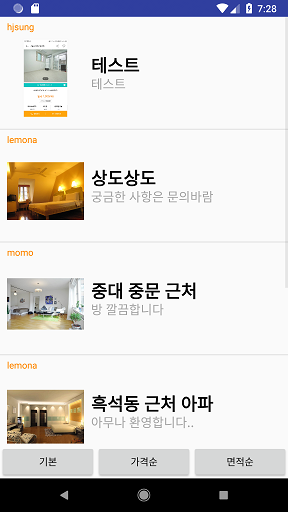 7:28
hjsung
테스트
테스트
lemona
상도상도
궁금한 사항은 문의바람
momo
중대 중문 근처
방 깔끔합니다
lemona
흑석동 근처 아파
아무나 환영합니다..
기본
가격순
면적순